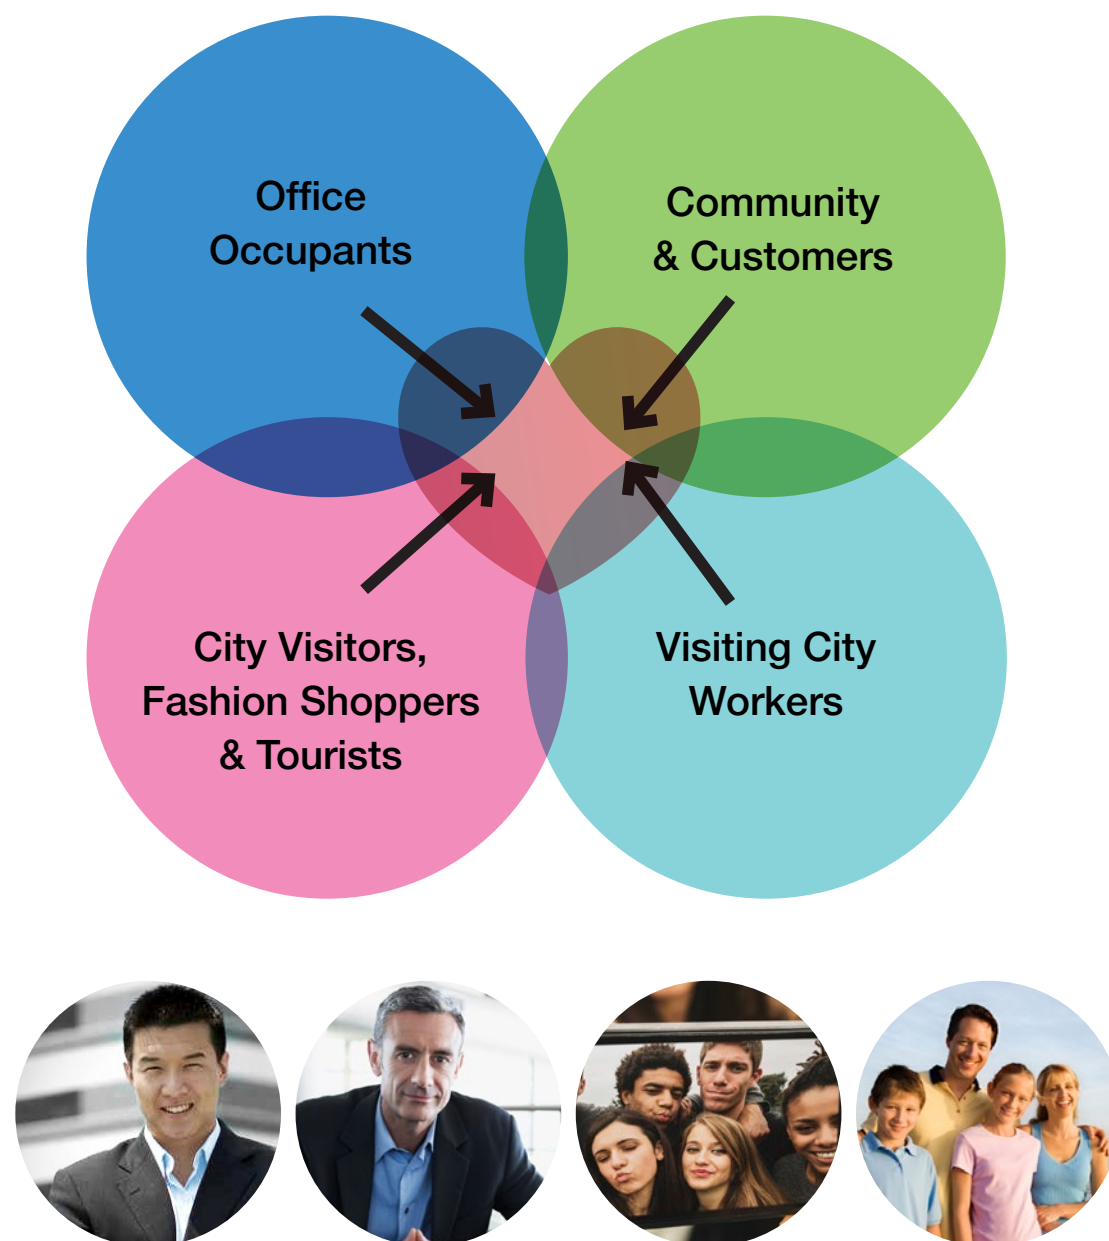 Office
Occupants
Community
& Customers
City Visitors,
Fashion Shoppers
& Tourists
Visiting City
Workers